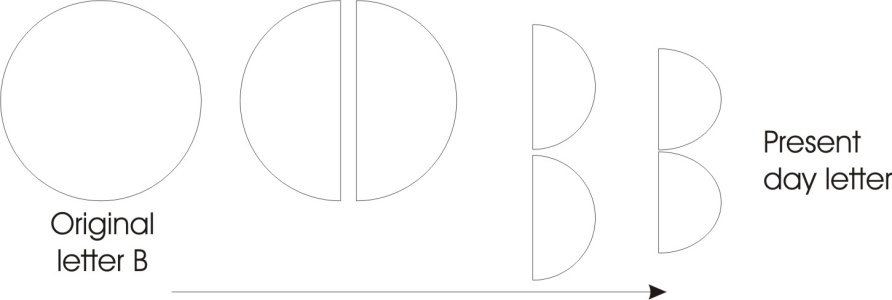 Original
letter B
Present
day letter